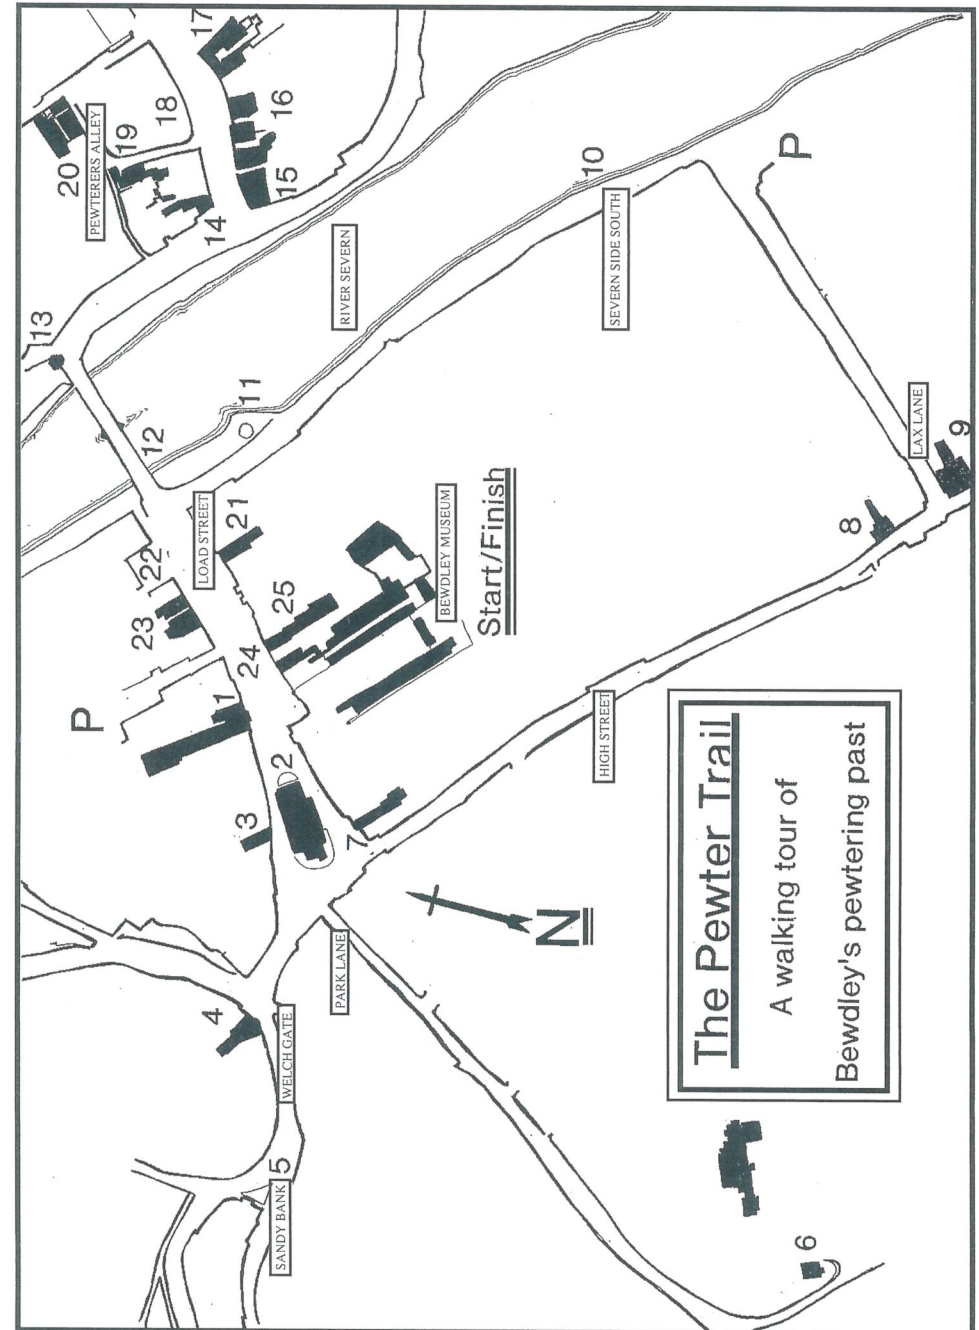 The Pewter Trail
A walking tour of
Bewdley's pewtering past
N
SANDY BANK
5
WELCH GATE
4
PARK LANE
6
3
2
1
P
7
HIGH STREET
24
25
23
22
LOAD STREET
21
BEWDLEY MUSEUM
Start/Finish
8
LAX LANE
9
P
10
SEVERN SIDE SOUTH
RIVER SEVERN
11
12
13
14
15
16
17
18
19
20
PEWTERERS ALLEY